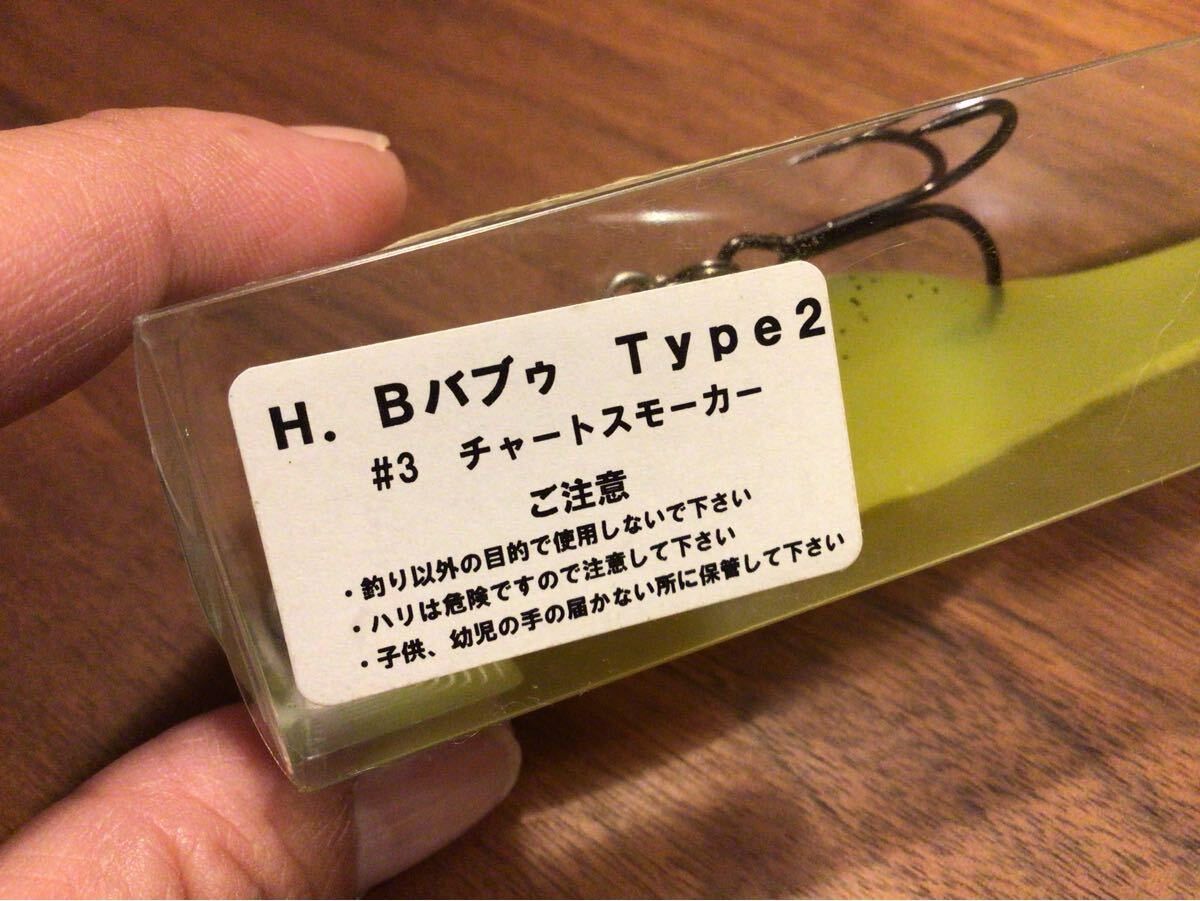 H．Bバブゥ　Type2
#3　チャートスモーカー
ご注意
・釣り以外の目的で使用しないで下さい
・ハリは危険ですので注意して下さい
・子供、幼児の手の届かない所に保管して下さい